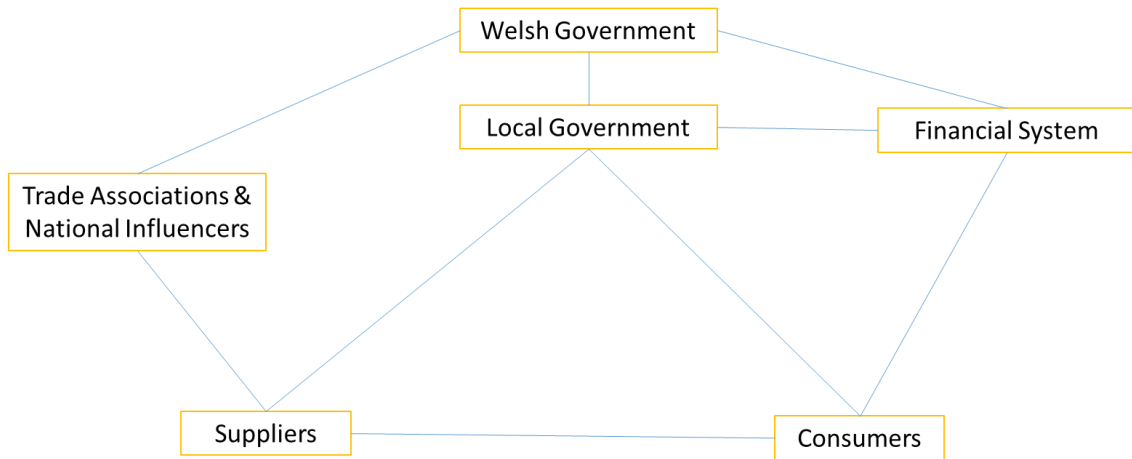 Welsh Government
Local Government
Financial System
Trade Associations &
National Influencers
Suppliers
Consumers